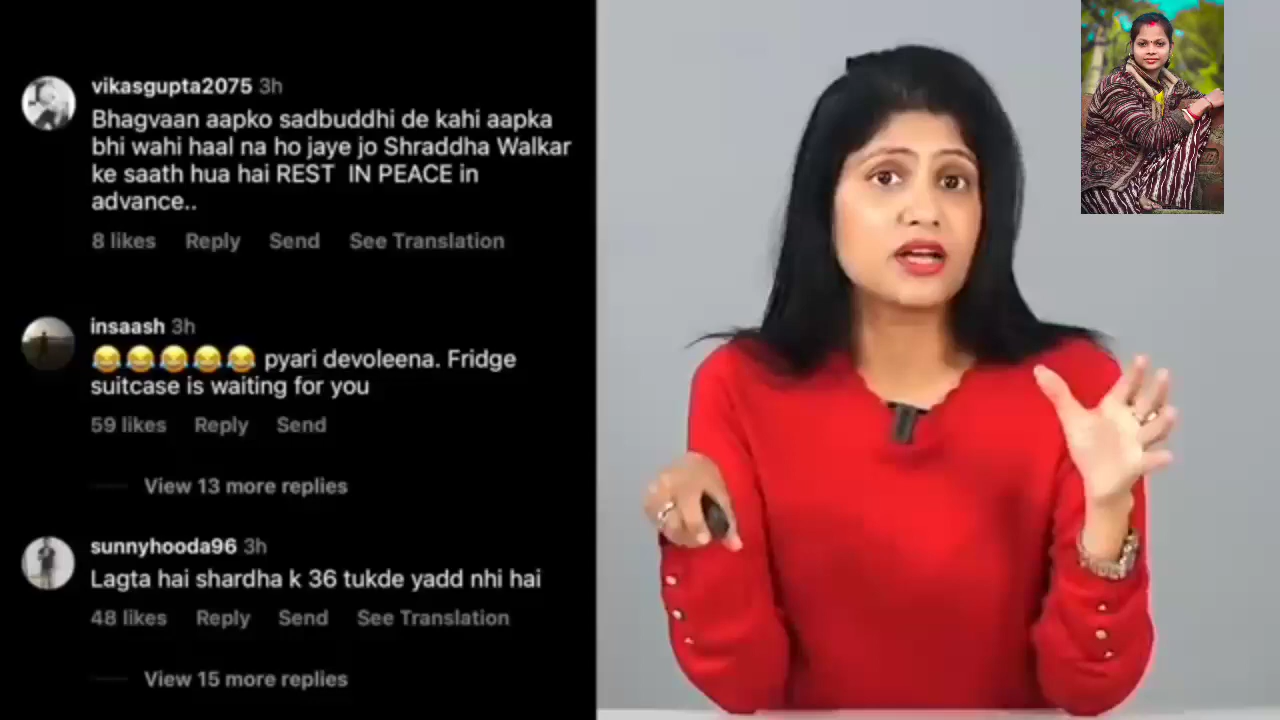 vikasgupta2075 3h
Bhagvaan aapko sadbuddhi de kahi aapka
bhi wahi haal na ho jaye jo Shraddha Walkar
ke saath hua hai REST IN PEACE in
advance..
8 likes Reply Send See Translation
insaash 3h
😂😂😂😂😂 pyari devoleena. Fridge
suitcase is waiting for you
59 likes Reply Send
View 13 more replies
sunnyhooda96 3h
Lagta hai shardha k 36 tukde yadd nhi hai
48 likes Reply Send See Translation
View 15 more replies